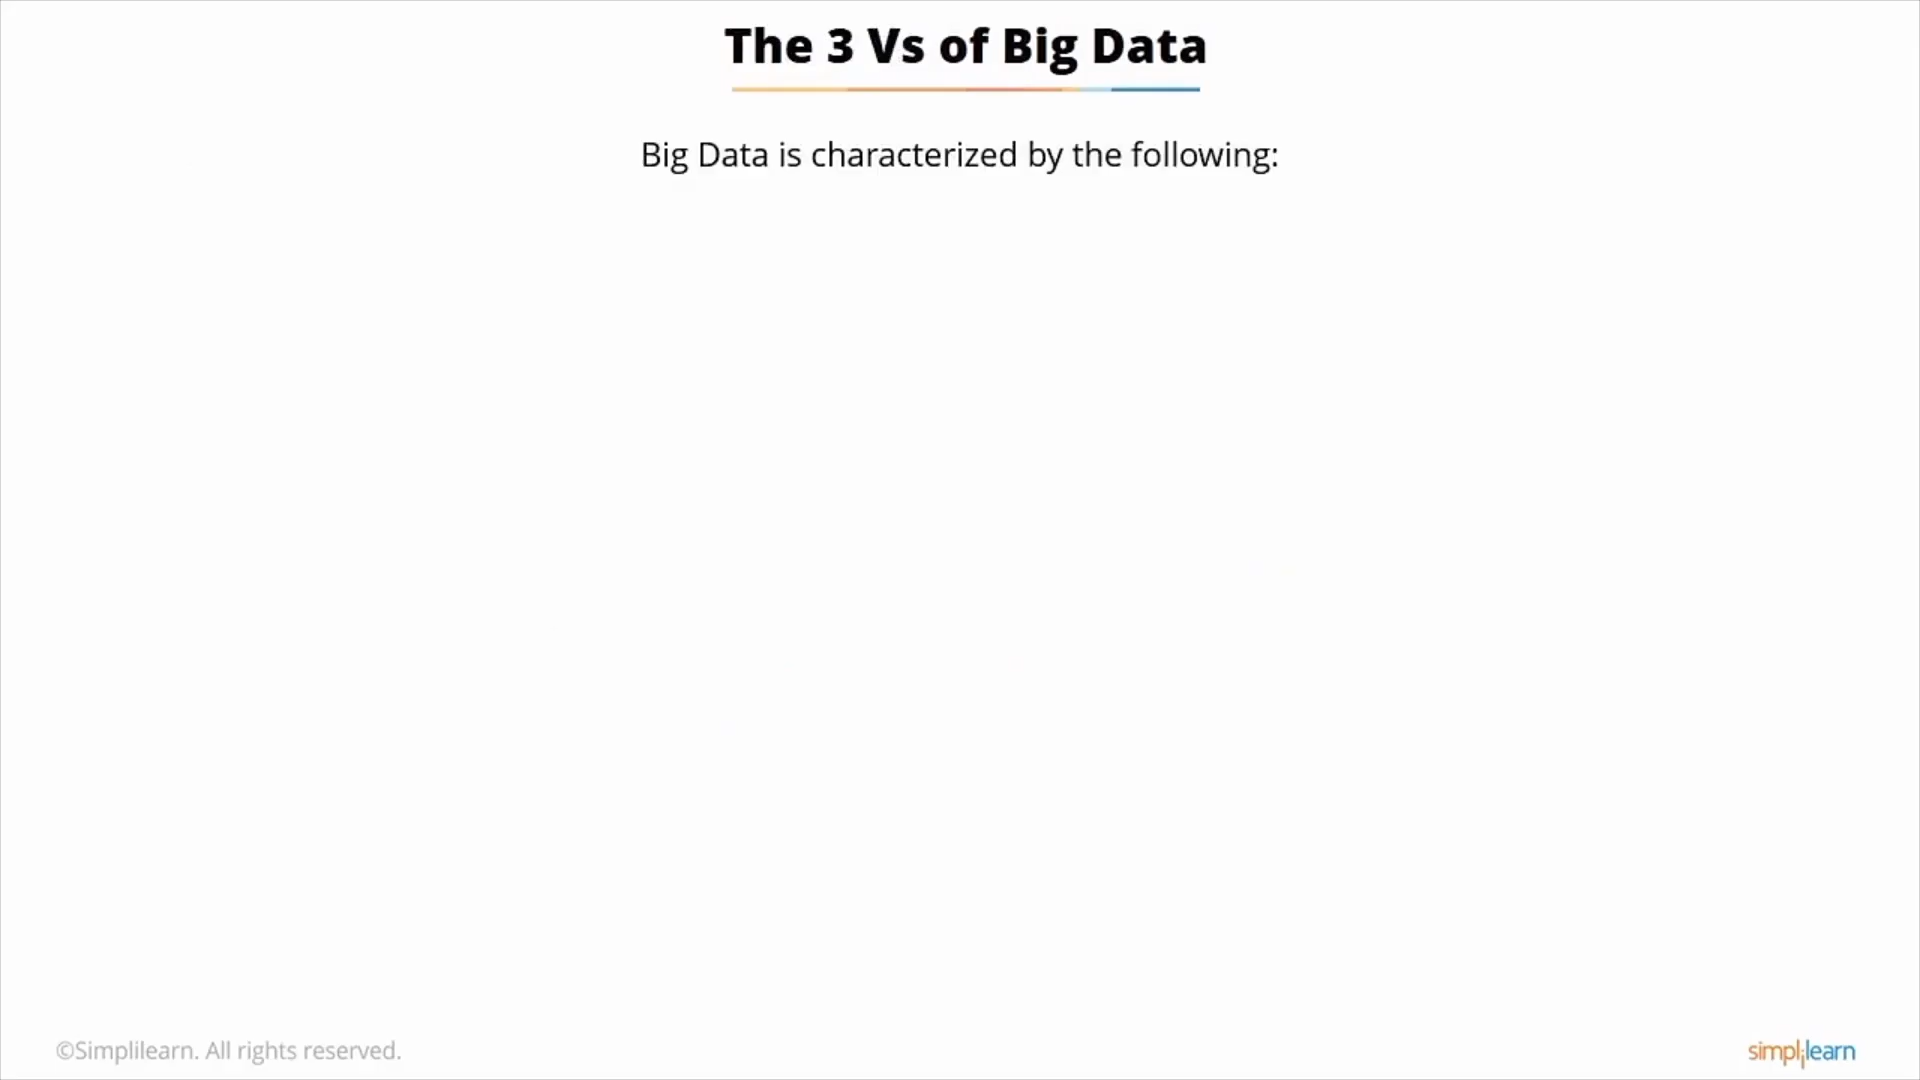 The 3 Vs of Big Data
Big Data is characterized by the following:
©Simplilearn. All rights reserved.
simplilearn